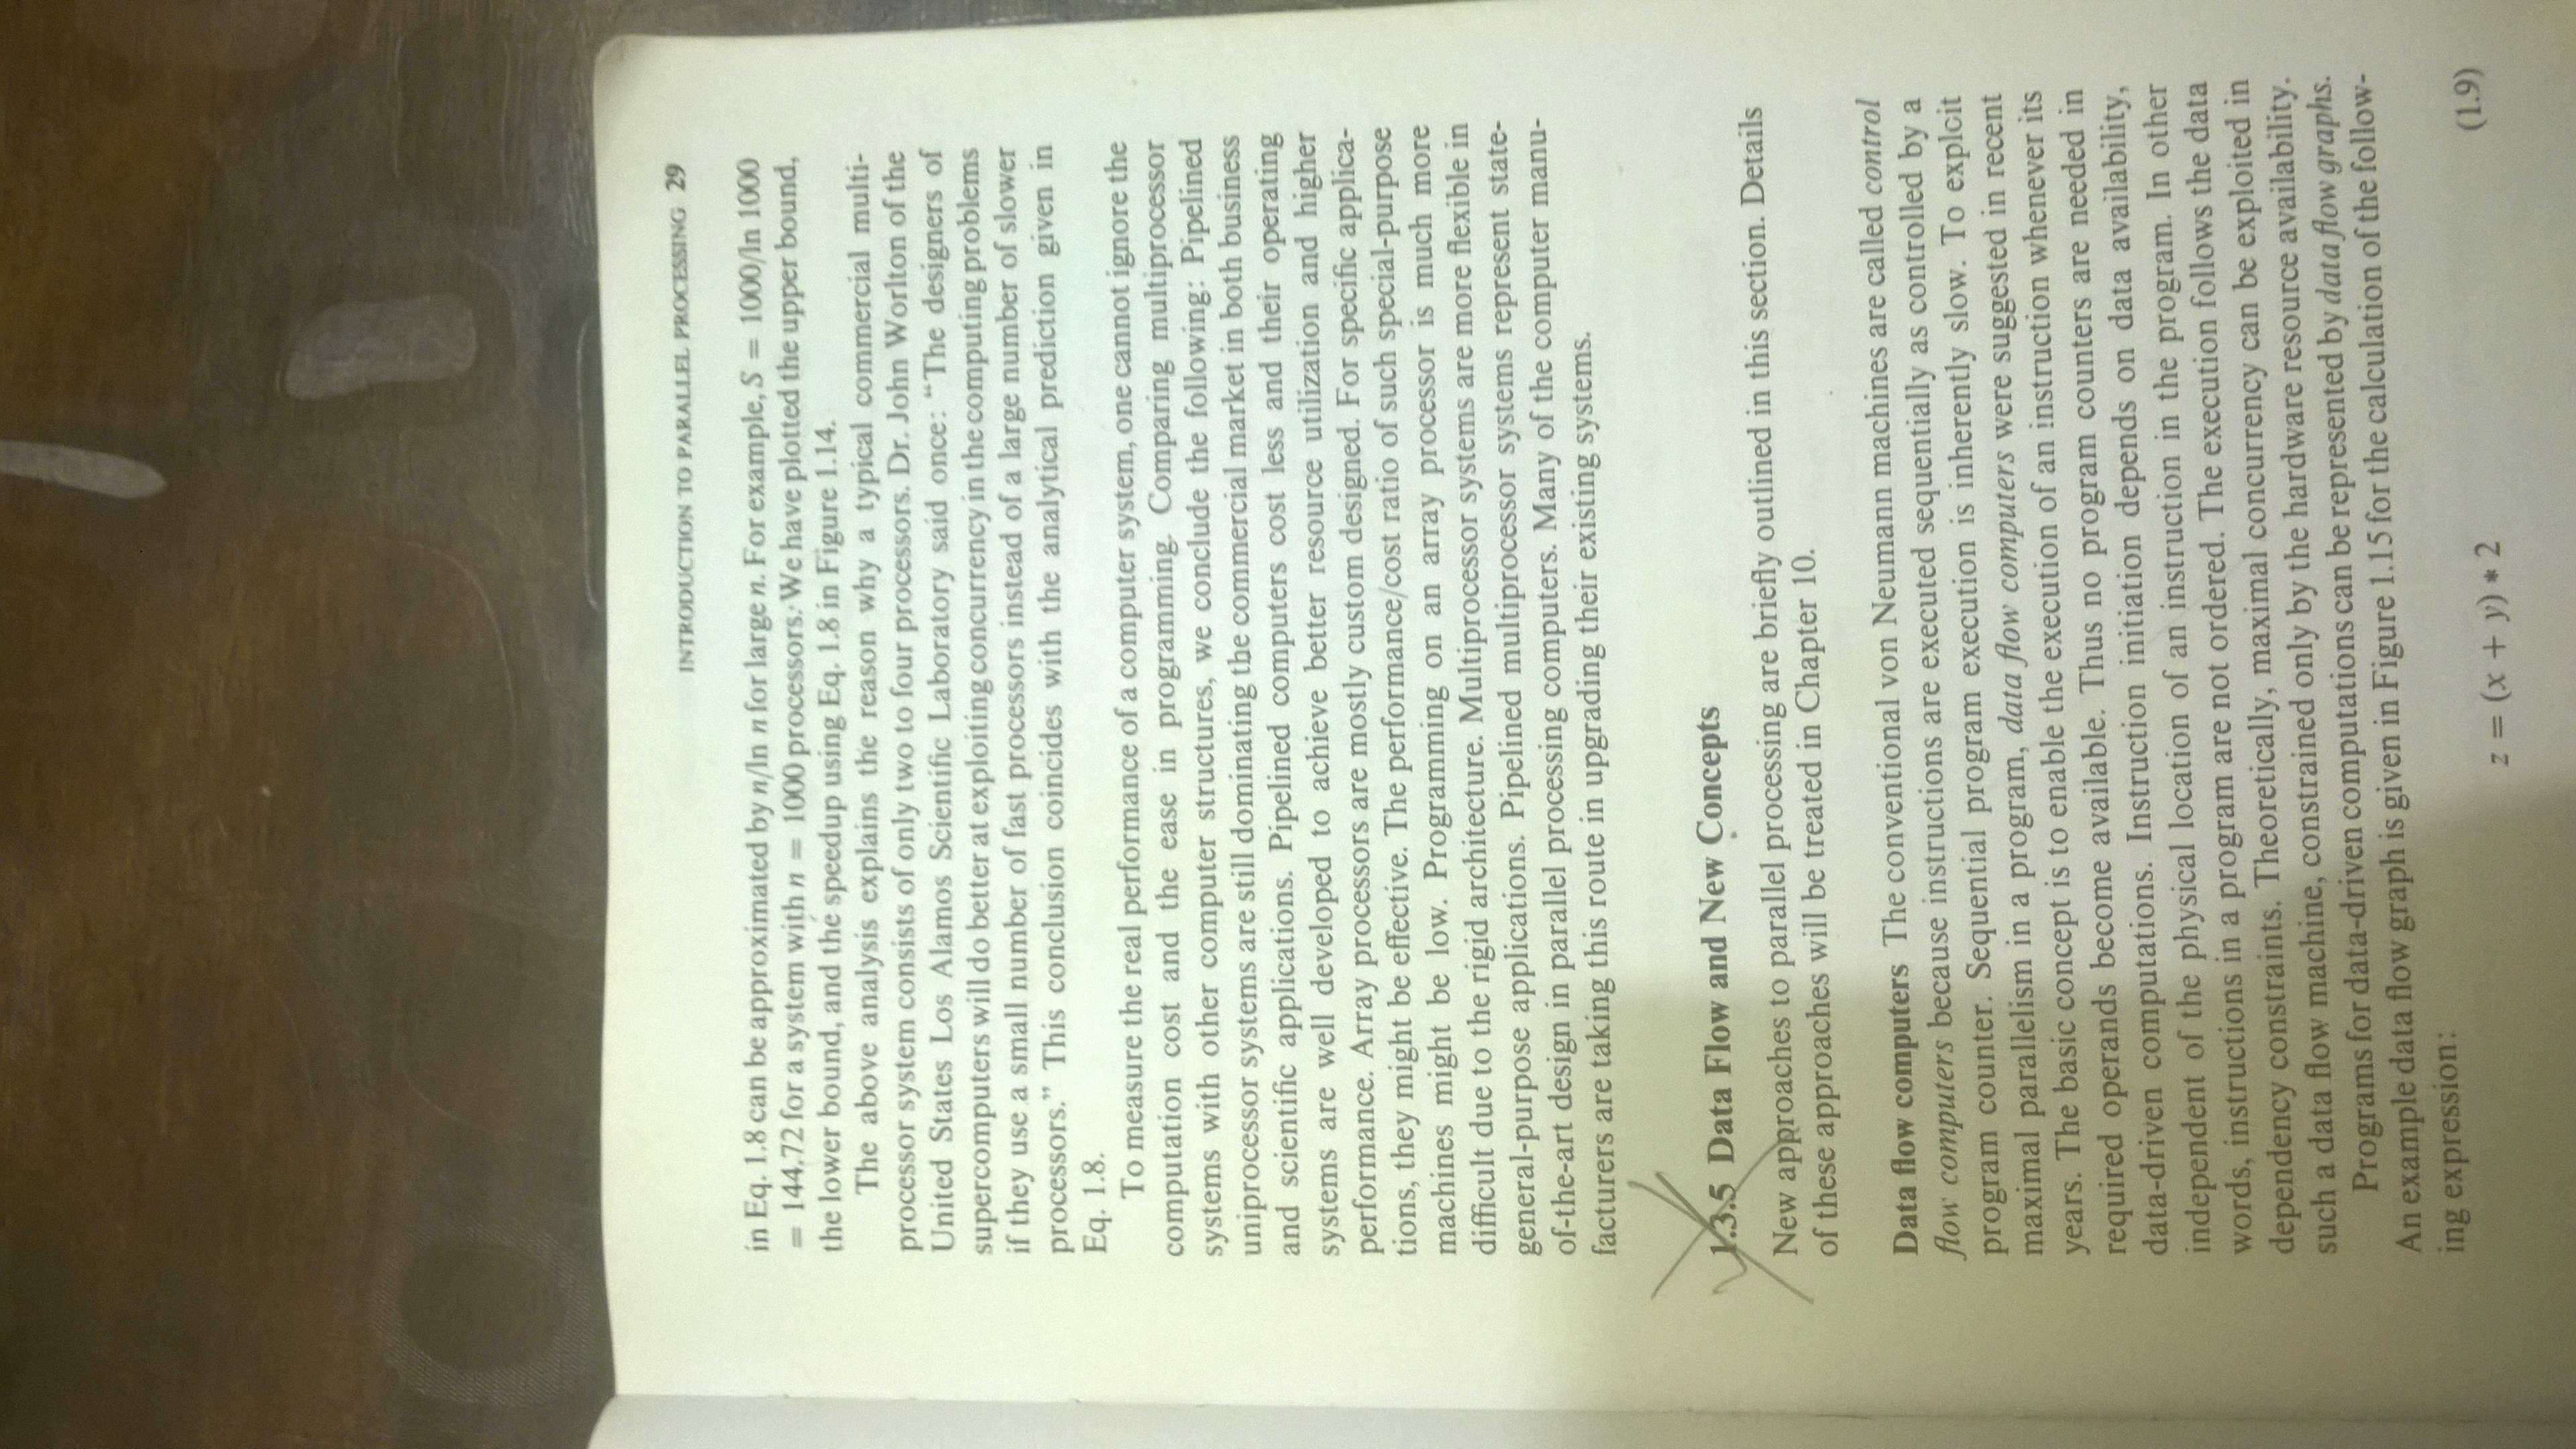 INTRODUCTION TO PARALLEL PROCESSING 29
in Eq. 1.8 can be approximated by n/ln n for large n. For example, S = 1000/ln 1000
= 144.72 for a system with n = 1000 processors. We have plotted the upper bound,
the lower bound, and the speedup using Eq. 1.8 in Figure 1.14.
The above analysis explains the reason why a typical commercial multi-
processor system consists of only two to four processors. Dr. John Worlton of the
United States Los Alamos Scientific Laboratory said once: "The designers of
supercomputers will do better at exploiting concurrency in the computing problems
if they use a small number of fast processors instead of a large number of slower
processors." This conclusion coincides with the analytical prediction given in
Eq. 1.8.
To measure the real performance of a computer system, one cannot ignore the
computation cost and the ease in programming. Comparing multiprocessor
systems with other computer structures, we conclude the following: Pipelined
uniprocessor systems are still dominating the commercial market in both business
and scientific applications. Pipelined computers cost less and their operating
systems are well developed to achieve better resource utilization and higher
performance. Array processors are mostly custom designed. For specific applica-
tions, they might be effective. The performance/cost ratio of such special-purpose
machines might be low. Programming on an array processor is much more
difficult due to the rigid architecture. Multiprocessor systems are more flexible in
general-purpose applications. Pipelined multiprocessor systems represent state-
of-the-art design in parallel processing computers. Many of the computer manu-
facturers are taking this route in upgrading their existing systems.
1.3.5 Data Flow and New Concepts
New approaches to parallel processing are briefly outlined in this section. Details
of these approaches will be treated in Chapter 10.
Data flow computers The conventional von Neumann machines are called control
flow computers because instructions are executed sequentially as controlled by a
program counter. Sequential program execution is inherently slow. To explcit
maximal parallelism in a program, data flow computers were suggested in recent
years. The basic concept is to enable the execution of an instruction whenever its
required operands become available. Thus no program counters are needed in
data-driven computations. Instruction initiation depends on data availability,
independent of the physical location of an instruction in the program. In other
words, instructions in a program are not ordered. The execution follows the data
dependency constraints. Theoretically, maximal concurrency can be exploited in
such a data flow machine, constrained only by the hardware resource availability.
Programs for data-driven computations can be represented by data flow graphs.
An example data flow graph is given in Figure 1.15 for the calculation of the follow-
ing expression:
z = (x + y) * 2 (1.9)